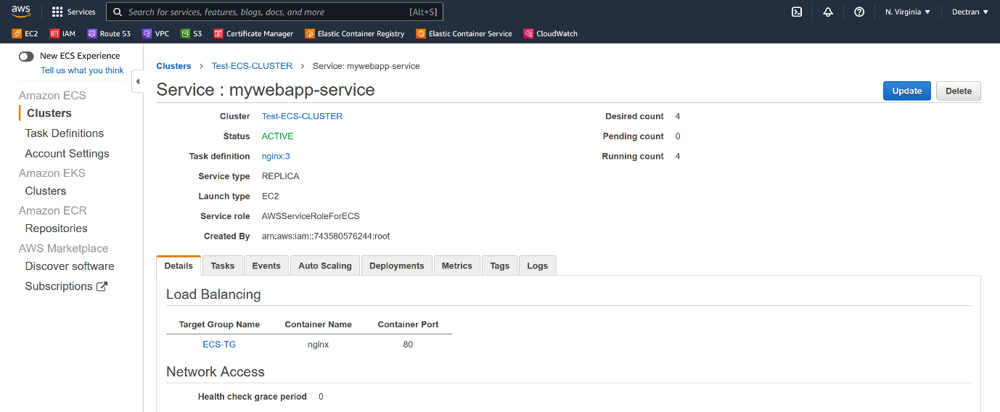 aws Services Search for services, features, blogs, docs, and more [Alt+S] N. Virginia Dectran
EC2 IAM Route 53 VPC S3 Certificate Manager Elastic Container Registry Elastic Container Service CloudWatch
New ECS Experience
Tell us what you think
Amazon ECS
Clusters
Task Definitions
Account Settings
Amazon EKS
Clusters
Amazon ECR
Repositories
AWS Marketplace
Discover software
Subscriptions
Clusters > Test-ECS-CLUSTER > Service: mywebapp-service
Service : mywebapp-service
Update Delete
Cluster Test-ECS-CLUSTER
Status ACTIVE
Task definition nginx:3
Service type REPLICA
Launch type EC2
Service role AWSServiceRoleForECS
Created By arn:aws:iam::743580576244:root
Desired count 4
Pending count 0
Running count 4
Details Tasks Events Auto Scaling Deployments Metrics Tags Logs
Load Balancing
Target Group Name Container Name Container Port
ECS-TG nginx 80
Network Access
Health check grace period 0